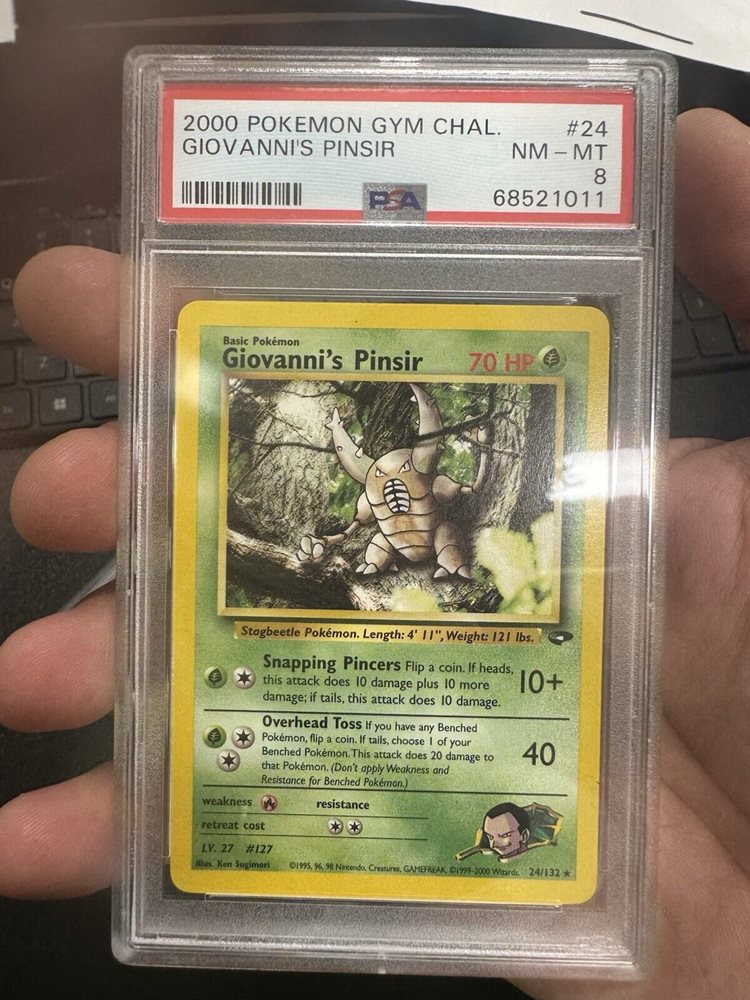 2000 POKEMON GYM CHAL. #24
GIOVANNI'S PINSIR NM - MT
8
PSA 68521011
Basic Pokémon
Giovanni's Pinsir 70 HP
Stagbeetle Pokémon. Length: 4' 11", Weight: 121 lbs.
Snapping Pincers Flip a coin. If heads,
this attack does 10 damage plus 10 more 10+
damage; if tails, this attack does 10 damage.
Overhead Toss If you have any Benched
Pokémon, flip a coin. If tails, choose 1 of your
Benched Pokémon. This attack does 20 damage to 40
that Pokémon. (Don't apply Weakness and
Resistance for Benched Pokémon.)
weakness resistance
retreat cost
LV. 27 #127
Illus. Ken Sugimori ©1995, 96, 98 Nintendo, Creatures, GAMEFREAK. ©1999-2000 Wizards. 24/132 ★